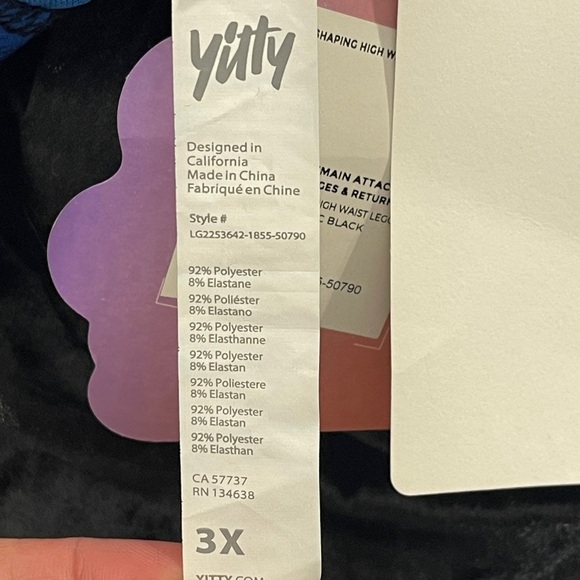 yitty
Designed in
California
Made in China
Fabriqué en Chine
Style #
LG2253642-1855-50790
92% Polyester
8% Elastane
92% Poliéster
8% Elastano
92% Polyester
8% Elasthanne
92% Polyester
8% Elastan
92% Poliestere
8% Elastan
92% Polyester
8% Elastan
92% Polyester
8% Elasthan
CA 57737
RN 134638
3X
YITTY.COM
SHAPING HIGH
MAIN ATTAC
GES & RETUR
IGH WAIST LEG
C BLACK
-50790